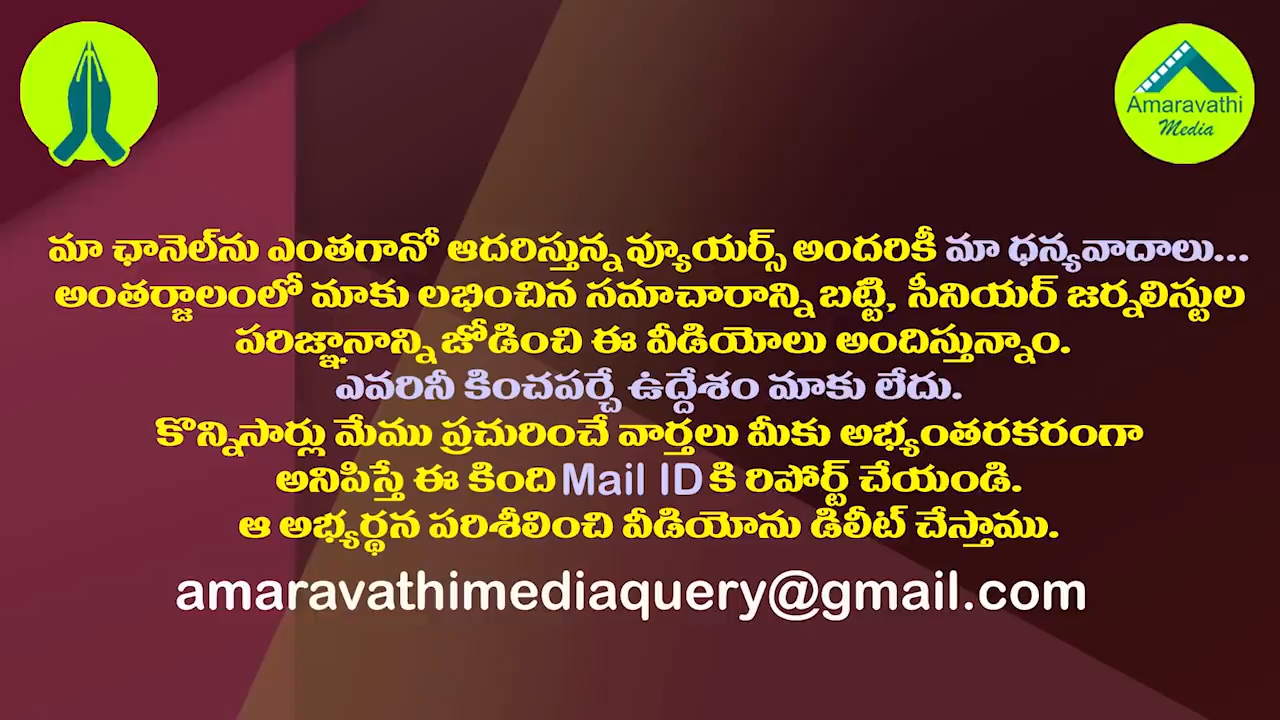 Amaravathi
Media
మా ఛానెల్‌ను ఎంతగానో ఆదరిస్తున్న వ్యూయర్స్ అందరికీ మా ధన్యవాదాలు...
అంతర్జాలంలో మాకు లభించిన సమాచారాన్ని బట్టి, సీనియర్ జర్నలిస్టుల
పరిజ్ఞానాన్ని జోడించి ఈ వీడియోలు అందిస్తున్నాం.
ఎవరినీ కించపర్చే ఉద్దేశం మాకు లేదు.
కొన్నిసార్లు మేము ప్రచురించే వార్తలు మీకు అభ్యంతరకరంగా
అనిపిస్తే ఈ కింది Mail ID కి రిపోర్ట్ చేయండి.
ఆ అభ్యర్థన పరిశీలించి వీడియోను డిలీట్ చేస్తాము.
amaravathimediaquery@gmail.com